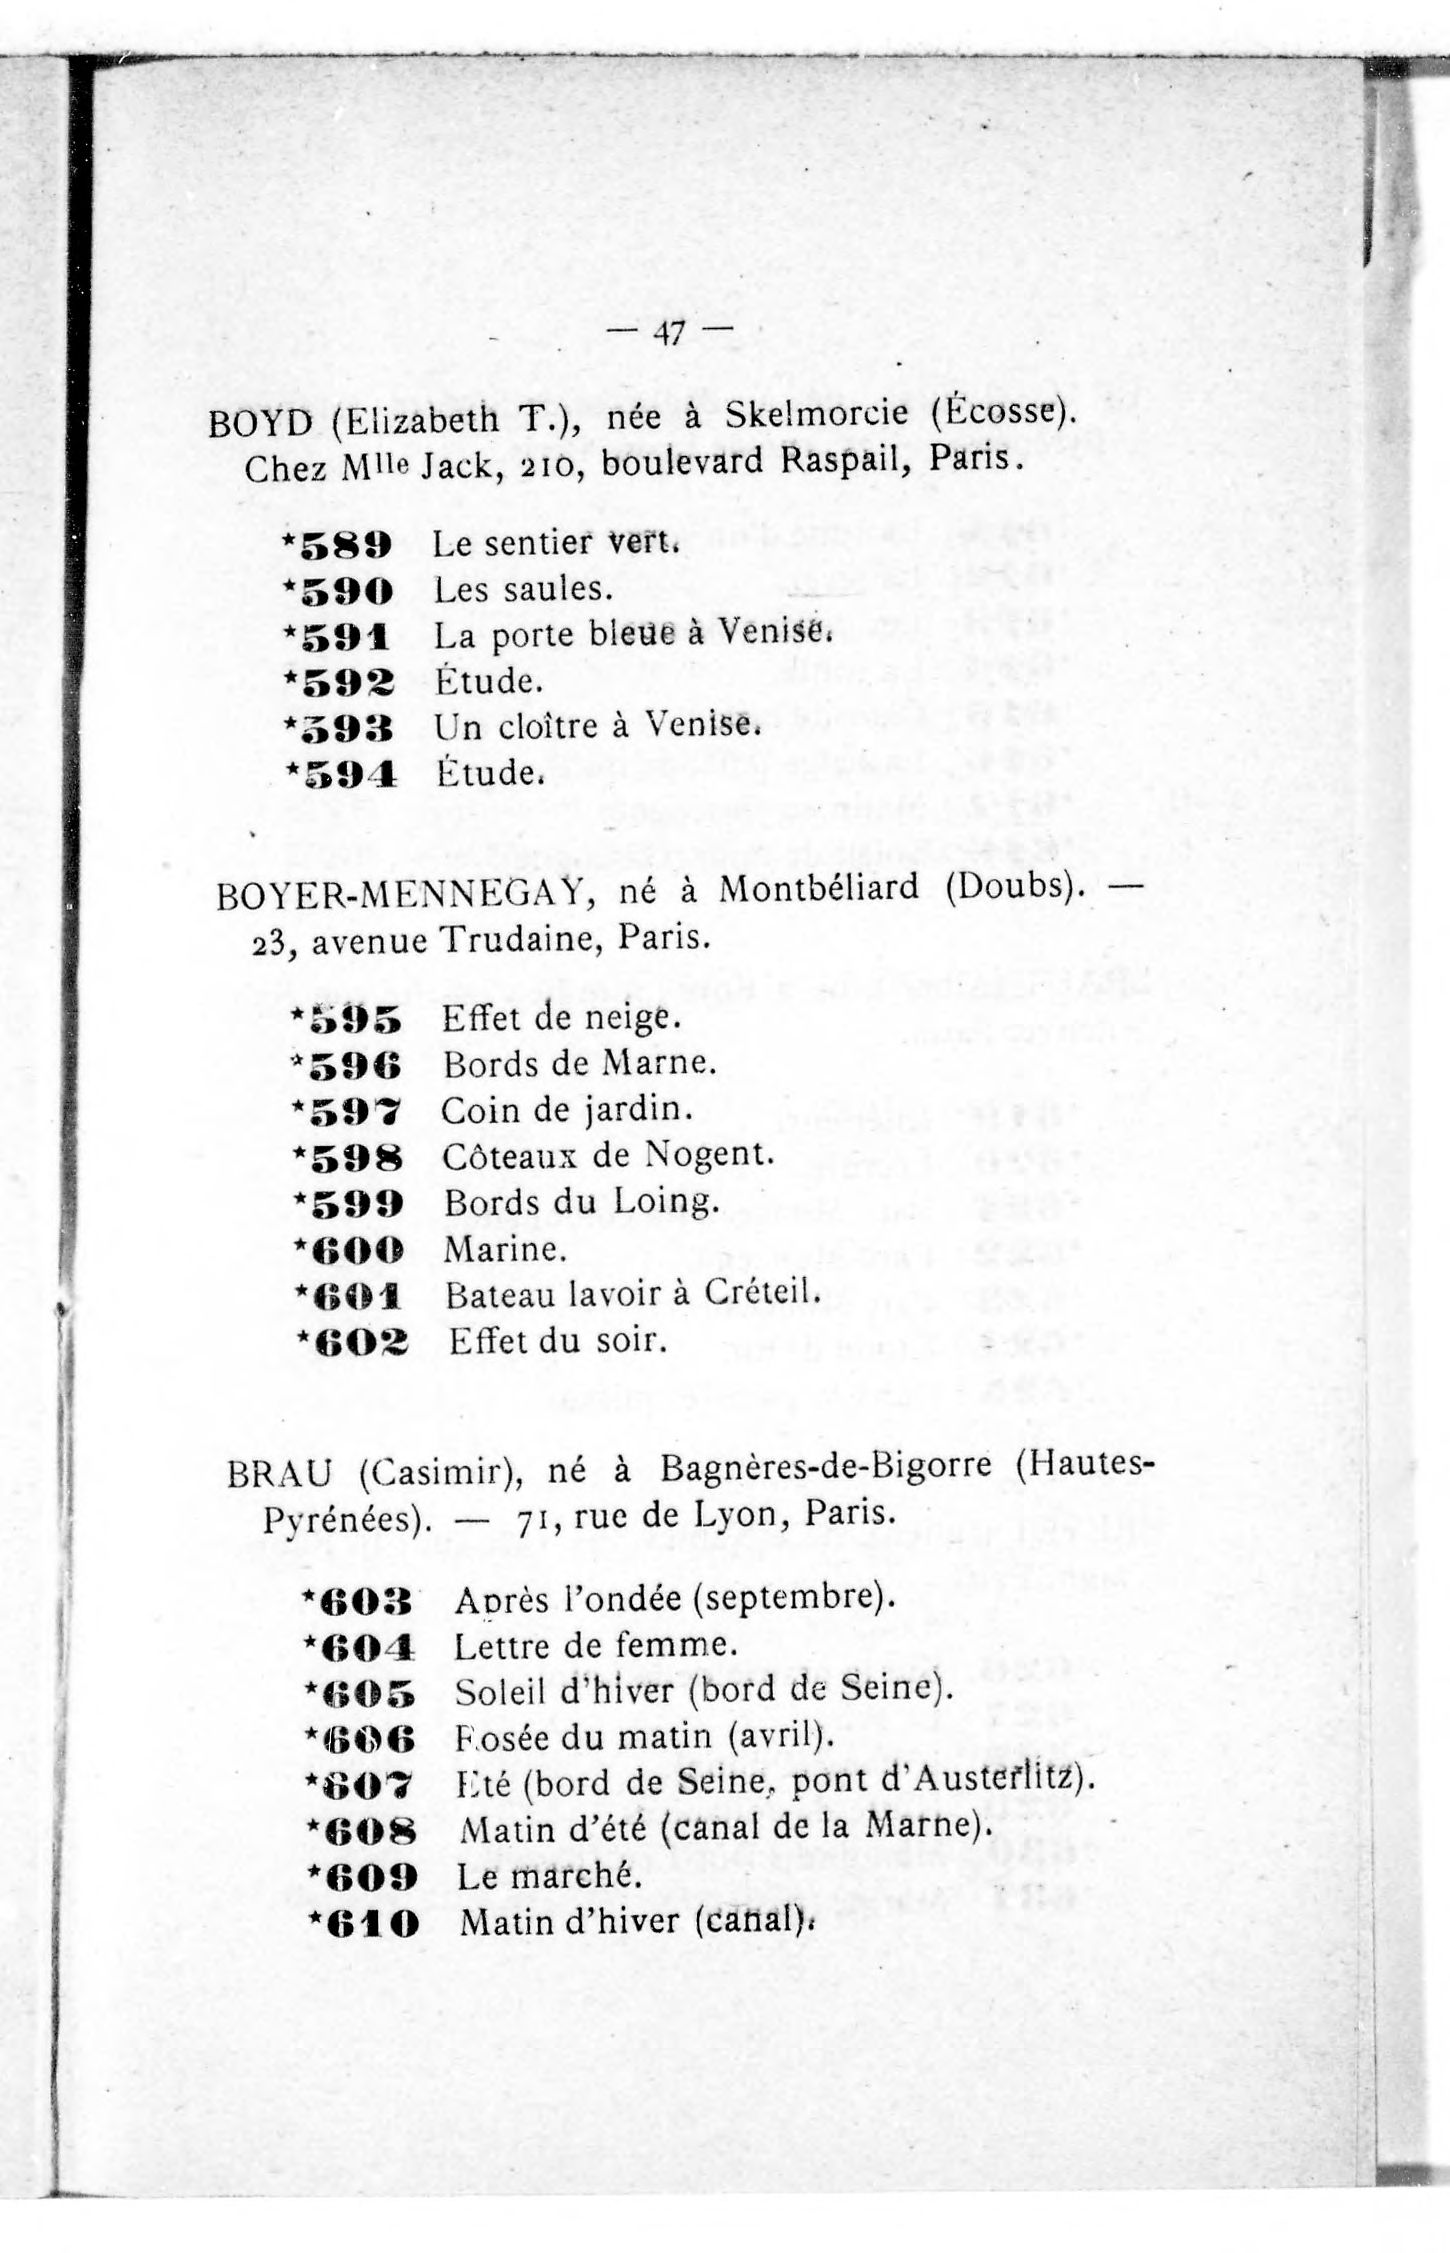 — 47 —
BOYD (Elizabeth T.), née à Skelmorcie (Écosse).
Chez Mlle Jack, 210, boulevard Raspail, Paris.
*589 Le sentier vert.
*590 Les saules.
*591 La porte bleue à Venise.
*592 Étude.
*593 Un cloître à Venise.
*594 Étude.
BOYER-MENNEGAY, né à Montbéliard (Doubs). —
23, avenue Trudaine, Paris.
*595 Effet de neige.
*596 Bords de Marne.
*597 Coin de jardin.
*598 Côteaux de Nogent.
*599 Bords du Loing.
*600 Marine.
*601 Bateau lavoir à Créteil.
*602 Effet du soir.
BRAU (Casimir), né à Bagnères-de-Bigorre (Hautes-
Pyrénées). — 71, rue de Lyon, Paris.
*603 Après l'ondée (septembre).
*604 Lettre de femme.
*605 Soleil d'hiver (bord de Seine).
*606 Rosée du matin (avril).
*607 Eté (bord de Seine, pont d'Austerlitz).
*608 Matin d'été (canal de la Marne).
*609 Le marché.
*610 Matin d'hiver (canal).